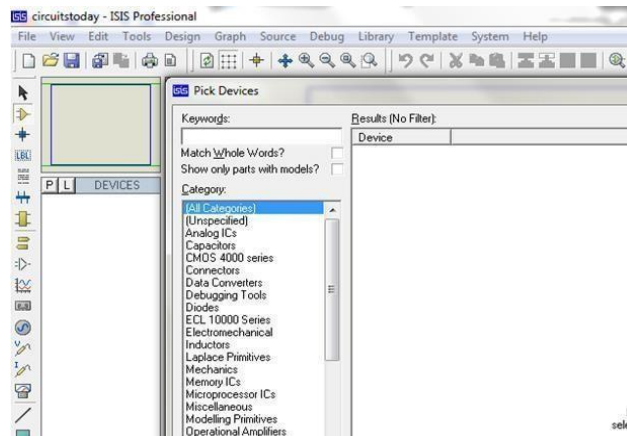 isis circuitstoday - ISIS Professional
File View Edit Tools Design Graph Source Debug Library Template System Help
isis Pick Devices
Keywords:
Results (No Filter):
Device
Match Whole Words?
Show only parts with models?
LBL
P L DEVICES
Category:
(All Categories)
(Unspecified)
Analog ICs
Capacitors
CMOS 4000 series
Connectors
Data Converters
Debugging Tools
Diodes
ECL 10000 Series
Electromechanical
Inductors
Laplace Primitives
Mechanics
Memory ICs
Microprocessor ICs
Miscellaneous
Modelling Primitives
Operational Amplifiers
sele